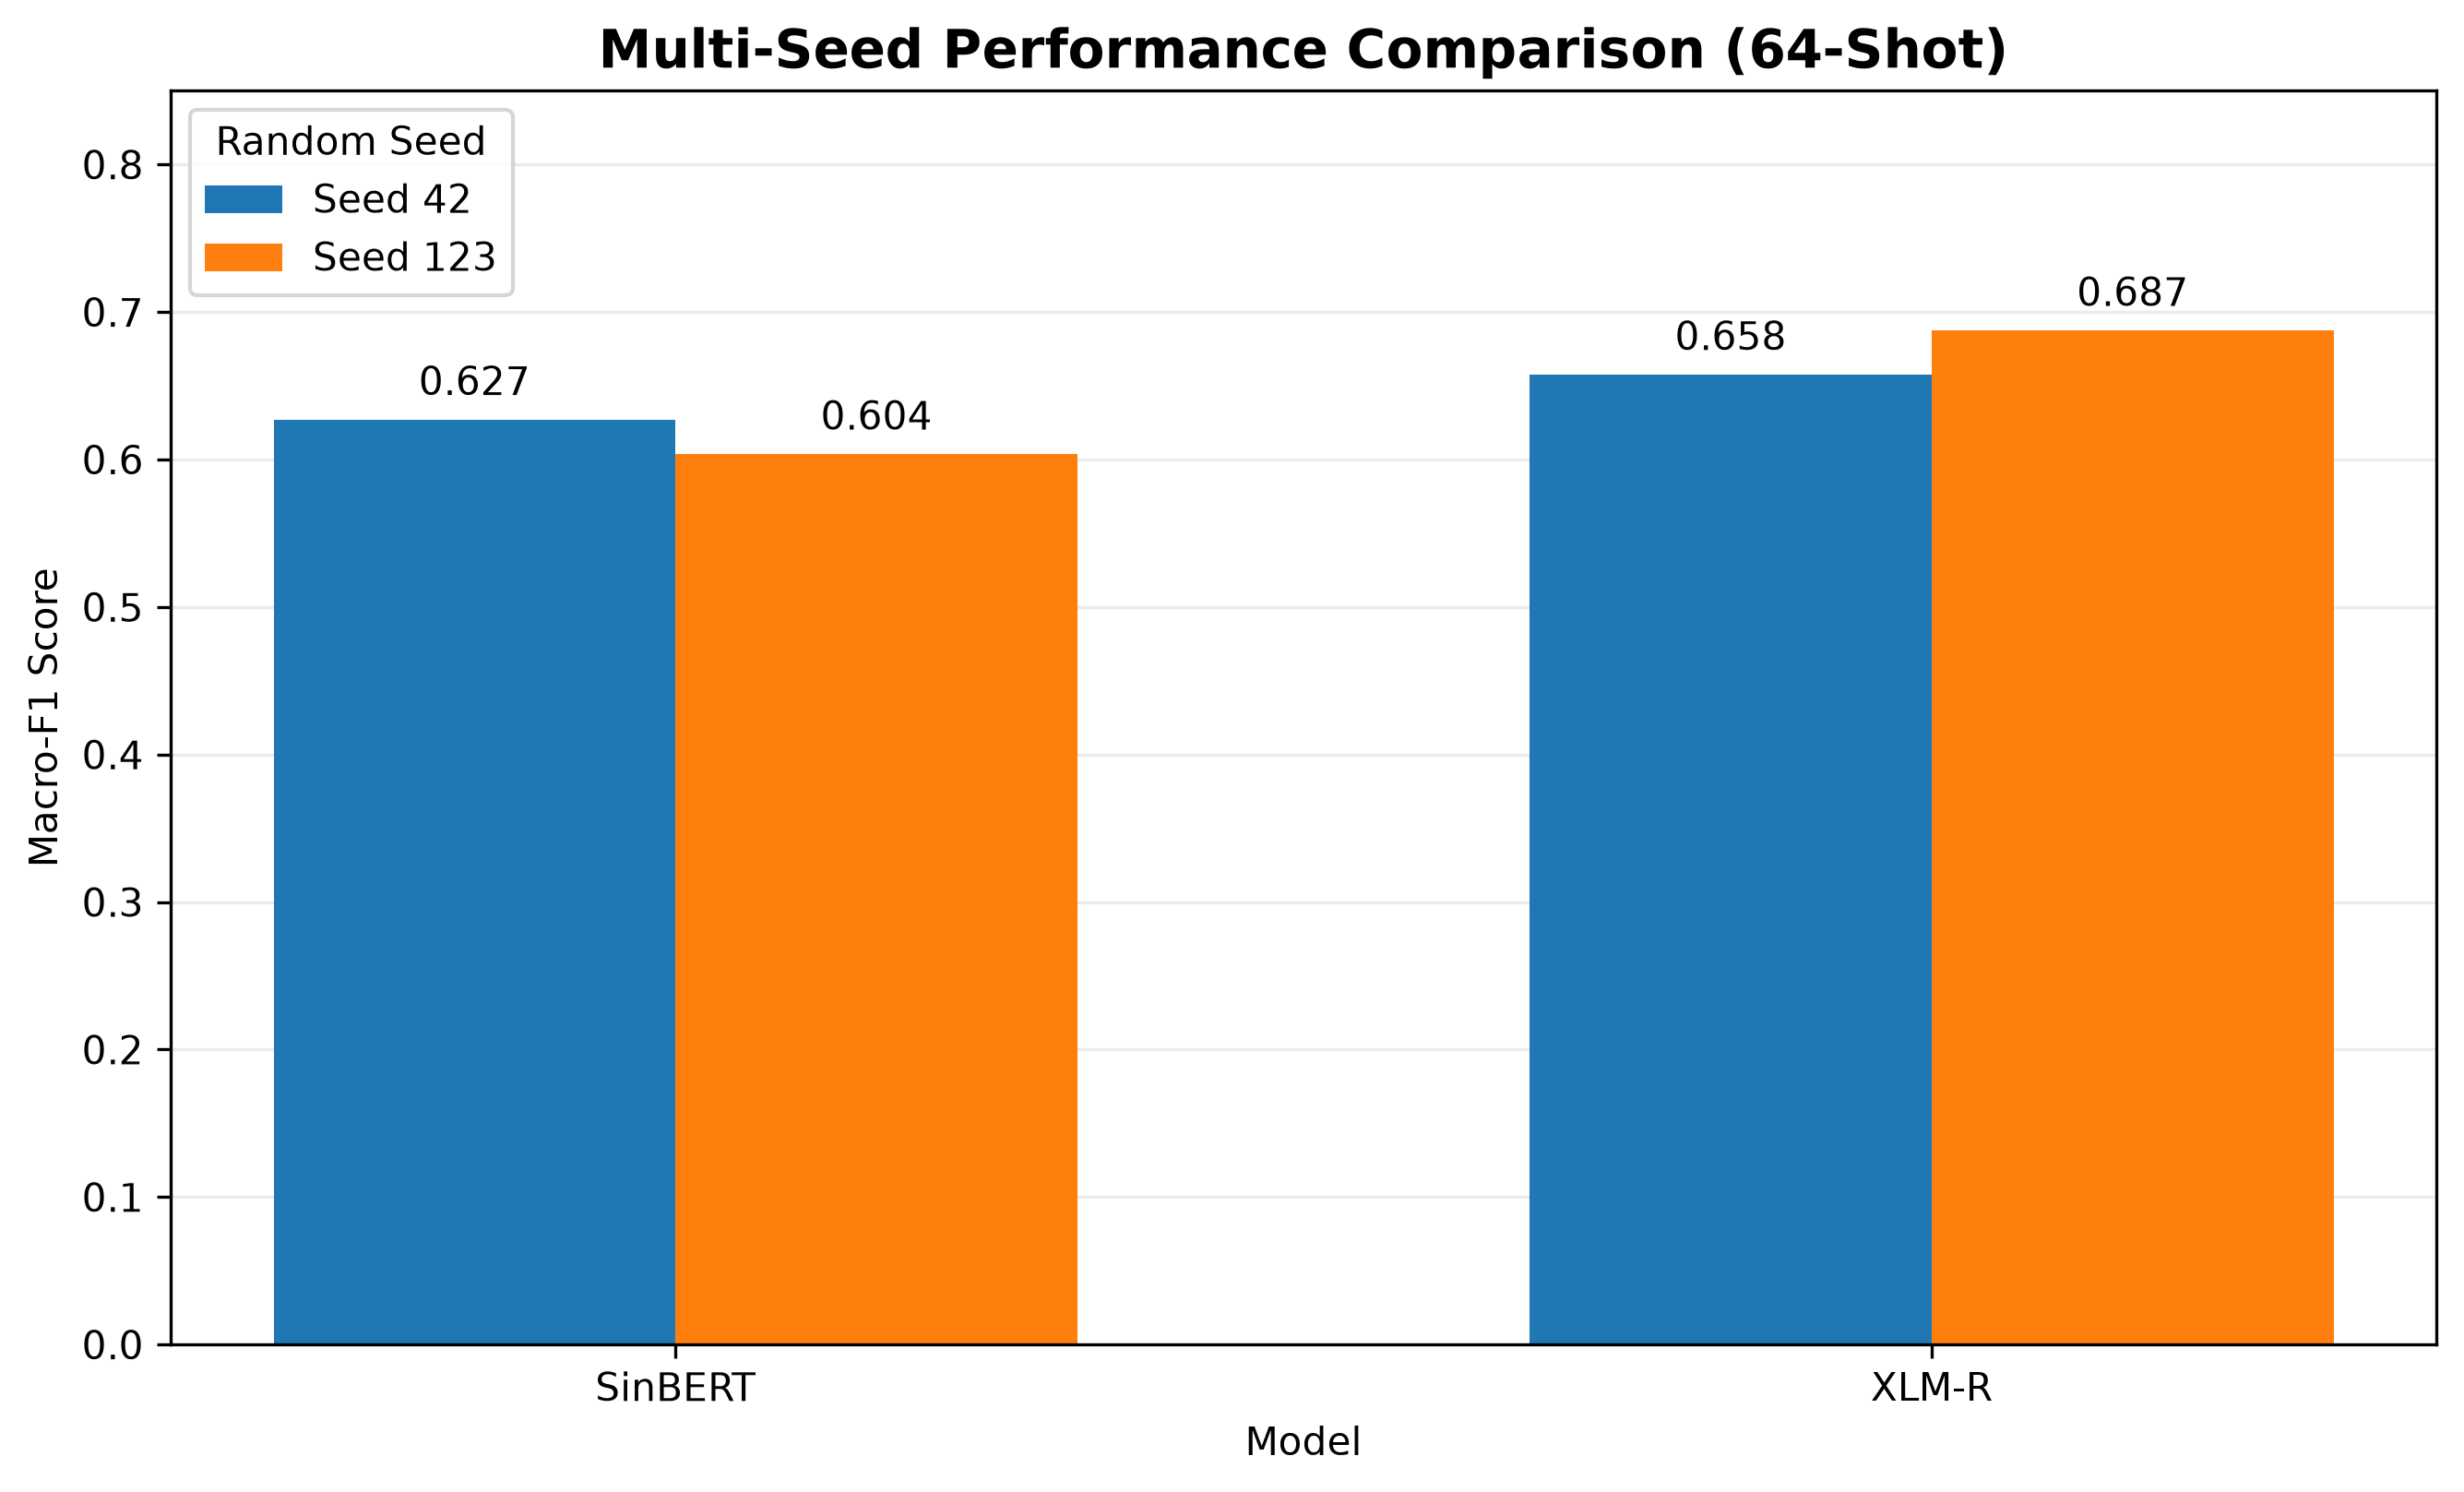 Multi-Seed Performance Comparison (64-Shot)
Random Seed
Seed 42
Seed 123
0.8
0.7
0.6
0.5
0.4
0.3
0.2
0.1
0.0
Macro-F1 Score
0.627
0.604
0.658
0.687
SinBERT
XLM-R
Model